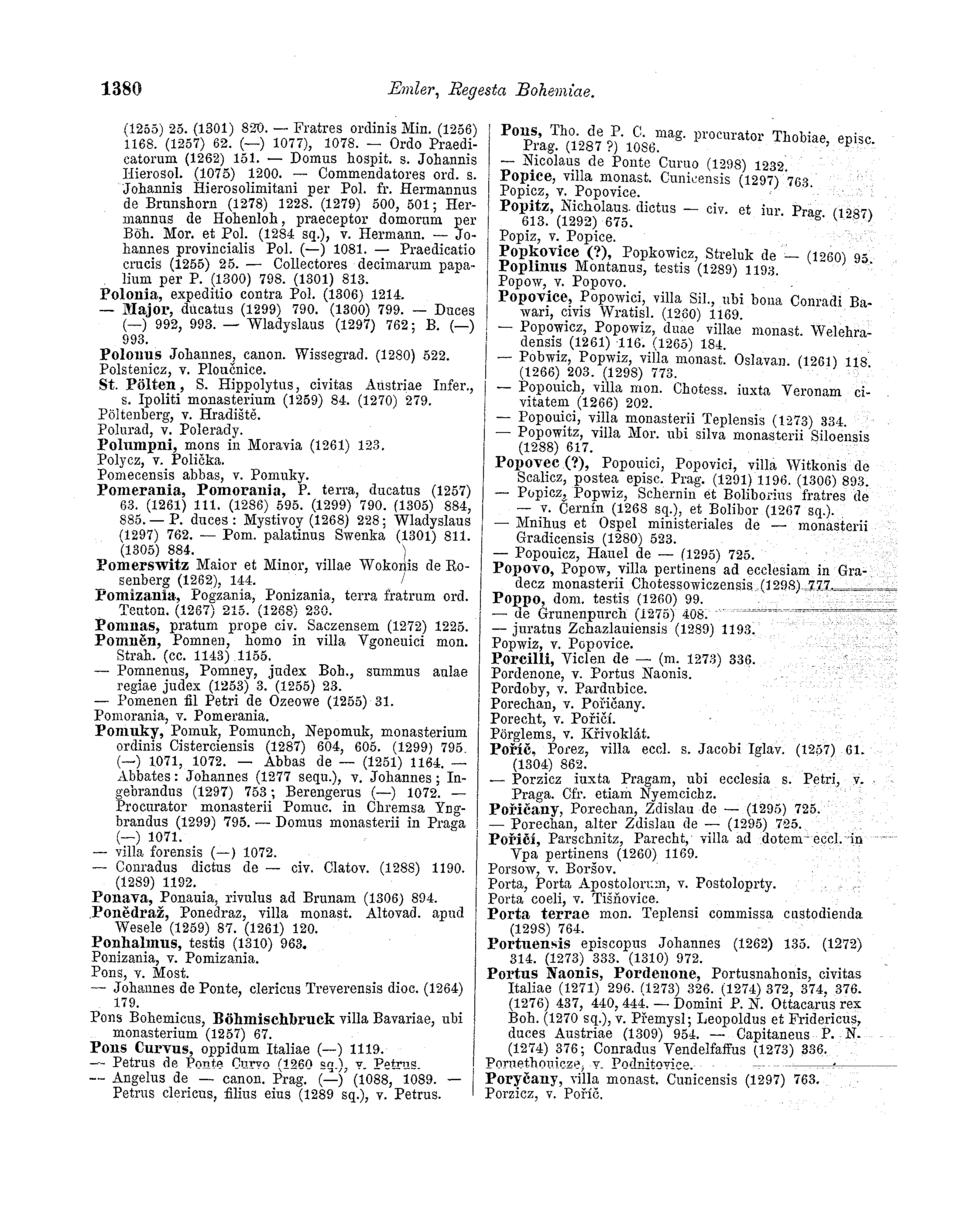 1380
Emler, Regesta Bohemiae.
(1255) 25. (1301) 820. — Fratres ordinis Min. (1256)
1168. (1257) 62. (—) 1077), 1078. — Ordo Praedi-
catorum (1262) 151. — Domus hospit. s. Johannis
Hierosol. (1075) 1200. — Commendatores ord. s.
Johannis Hierosolimitani per Pol. fr. Hermannus
de Brunshorn (1278) 1228. (1279) 500, 501; Her-
mannus de Hohenloh, praeceptor domorum per
Böh. Mor. et Pol. (1284 sq.), v. Hermann. — Jo-
hannes provincialis Pol. (—) 1081. — Praedicatio
crucis (1255) 25. — Collectores decimarum papa-
lium per P. (1300) 798. (1301) 813.
Polonia, expeditio contra Pol. (1306) 1214.
— Major, ducatus (1299) 790. (1300) 799. — Duces
(—) 992, 993. — Wladyslaus (1297) 762; B. (—)
993.
Polonus Johannes, canon. Wissegrad. (1280) 522.
Polstenicz, v. Ploučnice.
St. Pölten, S. Hippolytus, civitas Austriae Infer.,
s. Ipoliti monasterium (1259) 84. (1270) 279.
Pöltenberg, v. Hradiště.
Polurad, v. Polerady.
Polumpni, mons in Moravia (1261) 123.
Polycz, v. Polička.
Pomecensis abbas, v. Pomuky.
Pomerania, Pomorania, P. terra, ducatus (1257)
63. (1261) 111. (1286) 595. (1299) 790. (1305) 884,
885. — P. duces: Mystivoy (1268) 228; Wladyslaus
(1297) 762. — Pom. palatinus Swenka (1301) 811.
(1305) 884.
Pomerswitz Maior et Minor, villae Wokonis de Ro-
senberg (1262), 144.
Pomizania, Pogzania, Ponizania, terra fratrum ord.
Teuton. (1267) 215. (1268) 230.
Pomnas, pratum prope civ. Saczensem (1272) 1225.
Pomněn, Pomnen, homo in villa Vgoneuici mon.
Strah. (cc. 1143) 1155.
— Pomnenus, Pomney, judex Boh., summus aulae
regiae judex (1253) 3. (1255) 23.
— Pomenen fil Petri de Ozeowe (1255) 31.
Pomorania, v. Pomerania.
Pomuky, Pomuk, Pomunch, Nepomuk, monasterium
ordinis Cisterciensis (1287) 604, 605. (1299) 795.
(—) 1071, 1072. — Abbas de — (1251) 1164. —
Abbates: Johannes (1277 sequ.), v. Johannes; In-
gebrandus (1297) 753; Berengerus (—) 1072. —
Procurator monasterii Pomuc. in Chremsa Yng-
brandus (1299) 795. — Domus monasterii in Praga
(—) 1071.
— villa forensis (—) 1072.
— Conradus dictus de — civ. Clatov. (1288) 1190.
(1289) 1192.
Ponava, Ponauia, rivulus ad Brunam (1306) 894.
Ponědraž, Ponedraz, villa monast. Altovad. apud
Wesele (1259) 87. (1261) 120.
Ponhalmus, testis (1310) 963.
Ponizania, v. Pomizania.
Pons, v. Most.
— Johannes de Ponte, clericus Treverensis dioc. (1264)
179.
Pons Bohemicus, Böhmischbruck villa Bavariae, ubi
monasterium (1257) 67.
Pons Curvus, oppidum Italiae (—) 1119.
— Petrus de Ponte Curvo (1260 sq.), v. Petrus.
— Angelus de — canon. Prag. (—) (1088, 1089. —
Petrus clericus, filius eius (1289 sq.), v. Petrus.
Pons, Tho. de P. C. mag. procurator Thobiae, episc.
Prag. (1287 ?) 1086.
— Nicolaus de Ponte Curuo (1298) 1232.
Popice, villa monast. Cunicensis (1297) 763.
Popicz, v. Popovice.
Popitz, Nicholaus dictus — civ. et iur. Prag. (1287)
613. (1292) 675.
Popiz, v. Popice.
Popkovice (?), Popkowicz, Streluk de — (1260) 95.
Poplinus Montanus, testis (1289) 1193.
Popow, v. Popovo.
Popovice, Popowici, villa Sil., ubi bona Conradi Ba-
wari, civis Wratisl. (1260) 1169.
— Popowicz, Popowiz, duae villae monast. Welehra-
densis (1261) 116. (1265) 184.
— Pobwiz, Popwiz, villa monast. Oslavan. (1261) 118.
(1266) 203. (1298) 773.
— Popouich, villa mon. Chotess. iuxta Veronam ci-
vitatem (1266) 202.
— Popouici, villa monasterii Teplensis (1273) 334.
— Popowitz, villa Mor. ubi silva monasterii Siloensis
(1288) 617.
Popovec (?), Popouici, Popovici, villa Witkonis de
Scalicz, postea episc. Prag. (1291) 1196. (1306) 893.
— Popicz, Popwiz, Schernin et Boliborius fratres de
— v. Černín (1268 sq.), et Bolibor (1267 sq.).
— Mnihus et Ospel ministeriales de — monasterii
Gradicensis (1280) 523.
— Popouicz, Hauel de — (1295) 725.
Popovo, Popow, villa pertinens ad ecclesiam in Gra-
decz monasterii Chotessowiczensis (1298) 777.
Poppo, dom. testis (1260) 99.
— de Grunenpurch (1275) 408.
— juratus Zchazlauiensis (1289) 1193.
Popwiz, v. Popovice.
Porcilli, Viclen de — (m. 1273) 336.
Pordenone, v. Portus Naonis.
Pordoby, v. Pardubice.
Porechan, v. Poříčany.
Porecht, v. Poříčí.
Pörglems, v. Křivoklát.
Poříč, Porez, villa eccl. s. Jacobi Iglav. (1257) 61.
(1304) 862.
— Porzicz iuxta Pragam, ubi ecclesia s. Petri, v.
Praga. Cfr. etiam Nyemcichz.
Poříčany, Porechan, Zdislau de — (1295) 725.
— Porechan, alter Zdislau de — (1295) 725.
Poříčí, Parschnitz, Parecht, villa ad dotem eccl. in
Vpa pertinens (1260) 1169.
Porsow, v. Boršov.
Porta, Porta Apostolorum, v. Postoloprty.
Porta coeli, v. Tišňovice.
Porta terrae mon. Teplensi commissa custodienda
(1298) 764.
Portuensis episcopus Johannes (1262) 135. (1272)
314. (1273) 333. (1310) 972.
Portus Naonis, Pordenone, Portusnahonis, civitas
Italiae (1271) 296. (1273) 326. (1274) 372, 374, 376.
(1276) 437, 440, 444. — Domini P. N. Ottacarus rex
Boh. (1270 sq.), v. Přemysl; Leopoldus et Fridericus,
duces Austriae (1309) 954. — Capitaneus P. N.
(1274) 376; Conradus Vendelfaffus (1273) 336.
Pornethouicze, v. Podnitovice.
Poryčany, villa monast. Cunicensis (1297) 763.
Porzicz, v. Poříč.